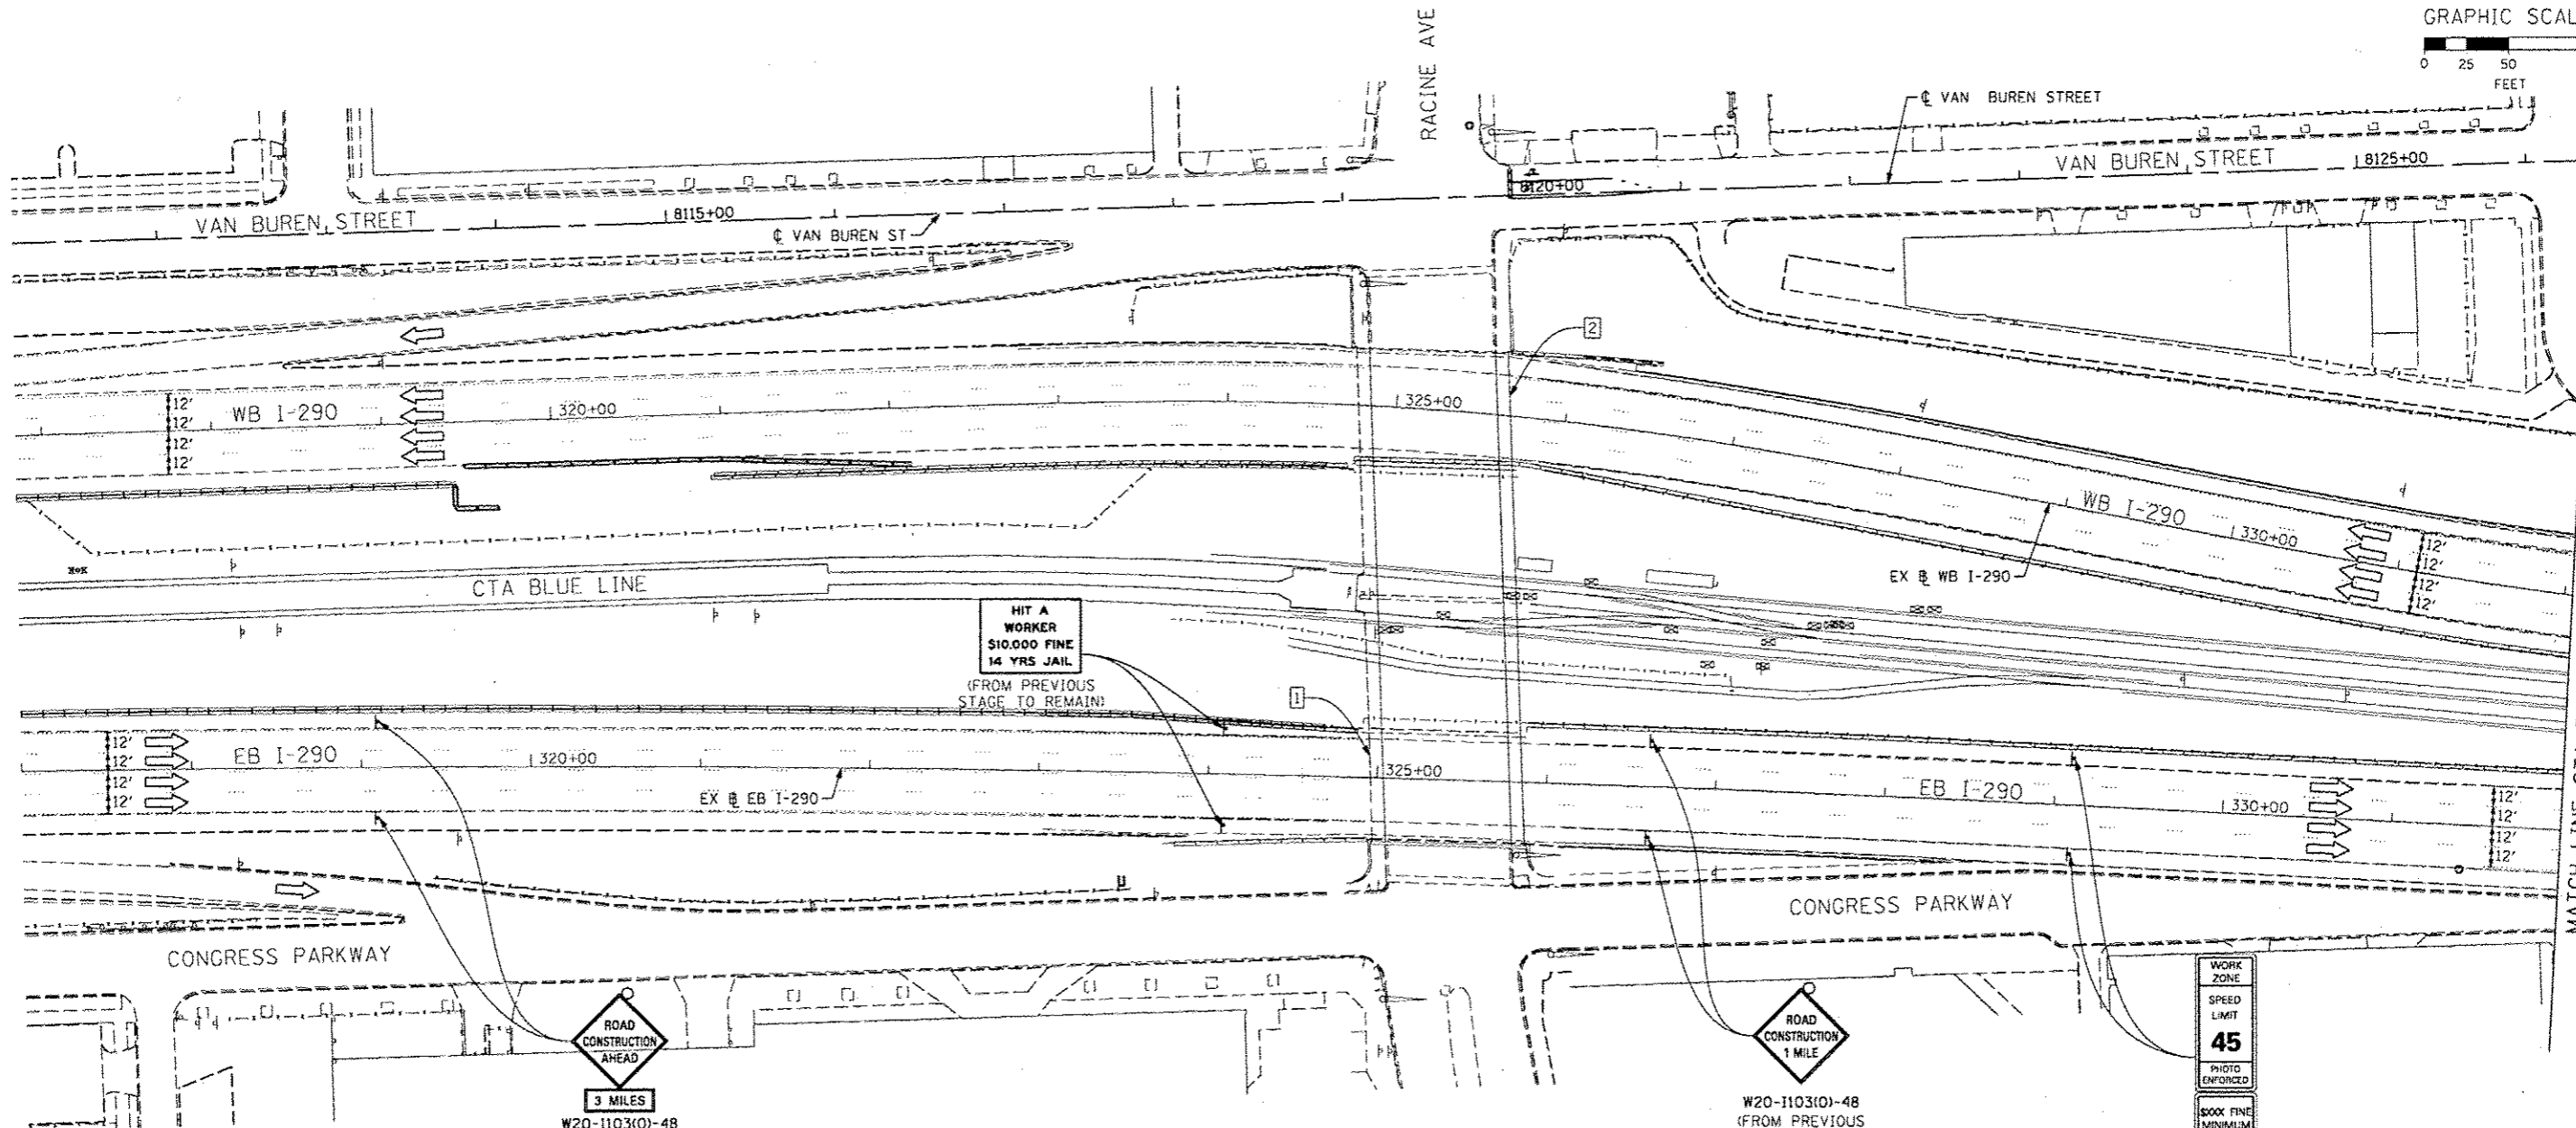 GRAPHIC SCAL
0 25 50
FEET
RACINE AVE
℄ VAN BUREN STREET
VAN BUREN STREET
8125+00
8120+00
VAN BUREN STREET
8115+00
℄ VAN BUREN ST
2
12'
12'
12'
12'
WB I-290
320+00
325+00
WB I-290
330+00
12'
12'
12'
12'
EX ℄ WB I-290
CTA BLUE LINE
HIT A
WORKER
$10,000 FINE
14 YRS JAIL
(FROM PREVIOUS
STAGE TO REMAIN)
1
12'
12'
12'
12'
EB I-290
320+00
EX ℄ EB I-290
325+00
EB I-290
330+00
12'
12'
12'
12'
CONGRESS PARKWAY
CONGRESS PARKWAY
ROAD
CONSTRUCTION
AHEAD
3 MILES
W20-I103(O)-48
ROAD
CONSTRUCTION
1 MILE
W20-I103(O)-48
(FROM PREVIOUS
WORK
ZONE
SPEED
LIMIT
45
PHOTO
ENFORCED
$XXX FINE
MINIMUM
MATCH LINE